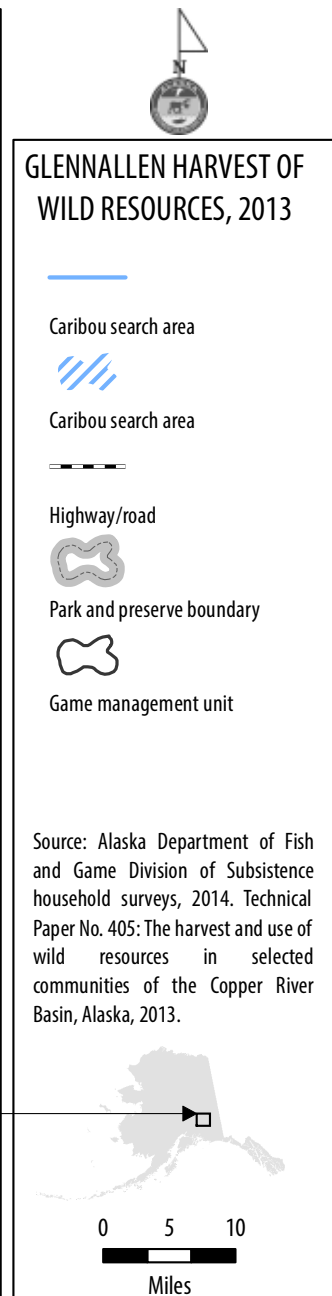 N
ALASKA
GLENNALLEN HARVEST OF
WILD RESOURCES, 2013
Caribou search area
Caribou search area
Highway/road
Park and preserve boundary
Game management unit
Source: Alaska Department of Fish
and Game Division of Subsistence
household surveys, 2014. Technical
Paper No. 405: The harvest and use of
wild resources in selected
communities of the Copper River
Basin, Alaska, 2013.
0 5 10
Miles